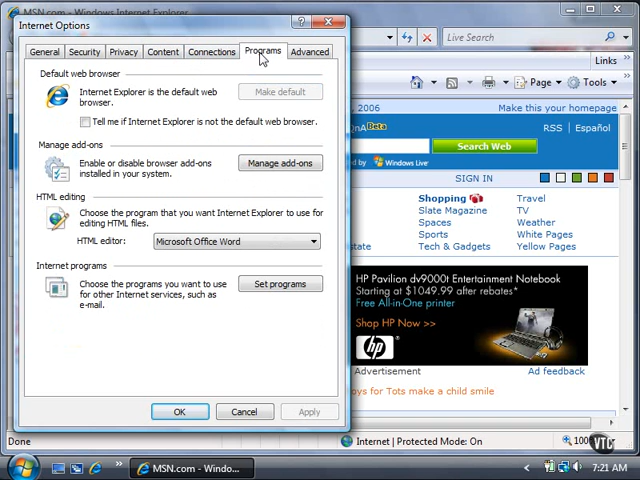 MSN.com - Windows Internet Explorer
Internet Options
?
Live Search
General
Security
Privacy
Content
Connections
Programs
Advanced
Links
»
Page
Tools
»
Default web browser
Internet Explorer is the default web
browser.
Make default
Tell me if Internet Explorer is not the default web browser.
Manage add-ons
Enable or disable browser add-ons
installed in your system.
Manage add-ons
HTML editing
Choose the program that you want Internet Explorer to use for
editing HTML files.
HTML editor:
Microsoft Office Word
Internet programs
Choose the programs you want to use
for other Internet services, such as
e-mail.
Set programs
OK
Cancel
Apply
, 2006
Make this your homepage
QnA Beta
RSS
Español
Search Web
Windows Live
SIGN IN
Shopping
Travel
Slate Magazine
TV
Spaces
Weather
Sports
White Pages
Tech & Gadgets
Yellow Pages
HP Pavilion dv9000t Entertainment Notebook
Starting at $1049.99 after rebates*
Free All-in-One printer
Shop HP Now >>
hp
Advertisement
Ad feedback
oys for Tots make a child smile
Done
Internet | Protected Mode: On
100%
VTC
»
MSN.com - Windo...
7:21 AM